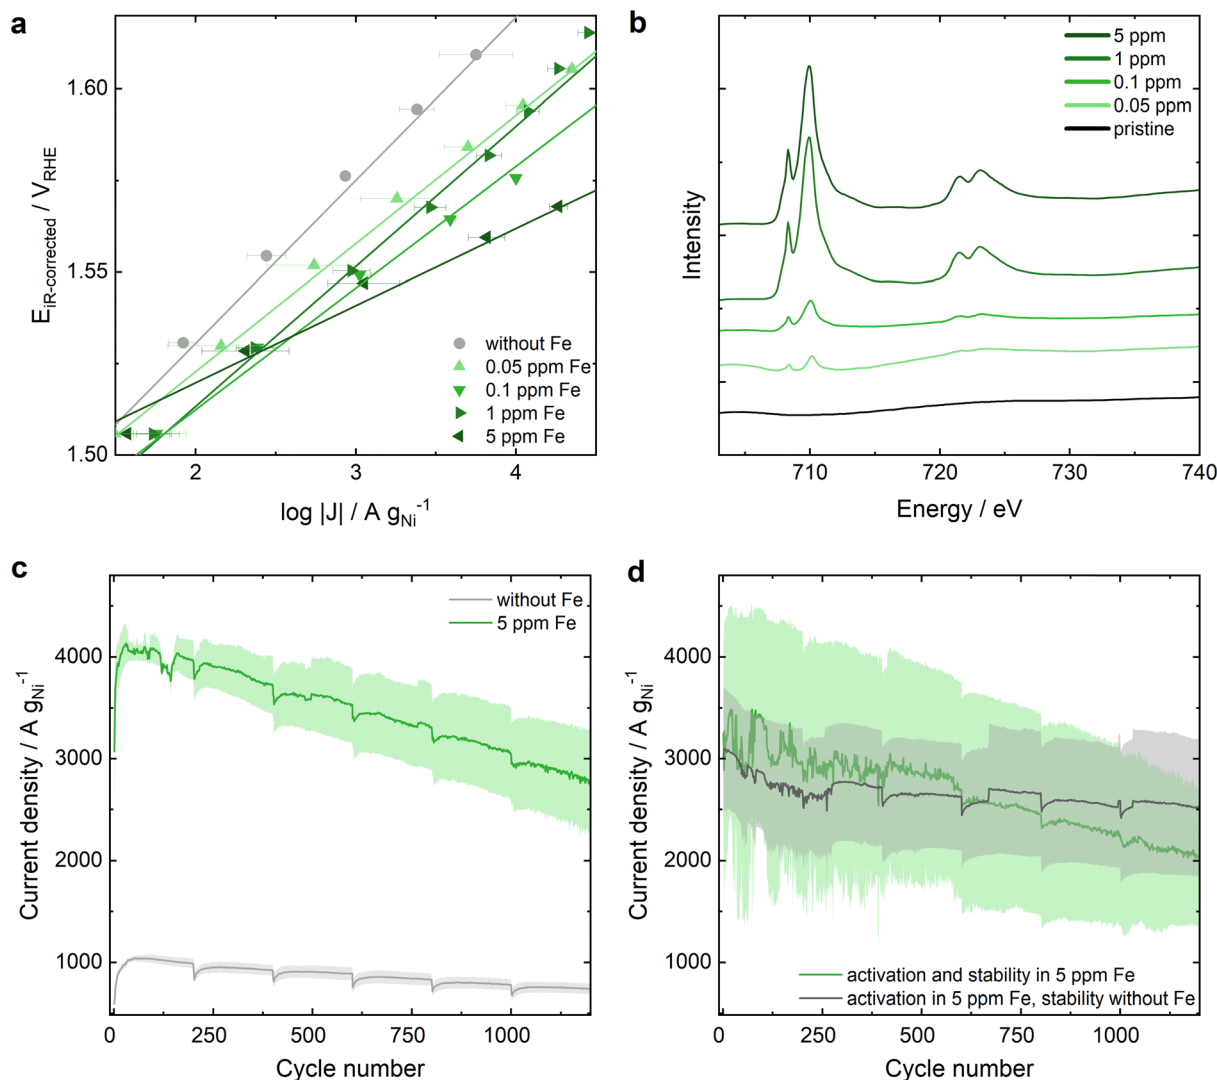 a
E_iR-corrected / V_RHE
1.60
1.55
1.50
2
3
4
log |J| / A g_Ni^-1
without Fe
0.05 ppm Fe
0.1 ppm Fe
1 ppm Fe
5 ppm Fe
b
Intensity
5 ppm
1 ppm
0.1 ppm
0.05 ppm
pristine
710
720
730
740
Energy / eV
c
Current density / A g_Ni^-1
4000
3000
2000
1000
0
250
500
750
1000
Cycle number
without Fe
5 ppm Fe
d
Current density / A g_Ni^-1
4000
3000
2000
1000
0
250
500
750
1000
Cycle number
activation and stability in 5 ppm Fe
activation in 5 ppm Fe, stability without Fe